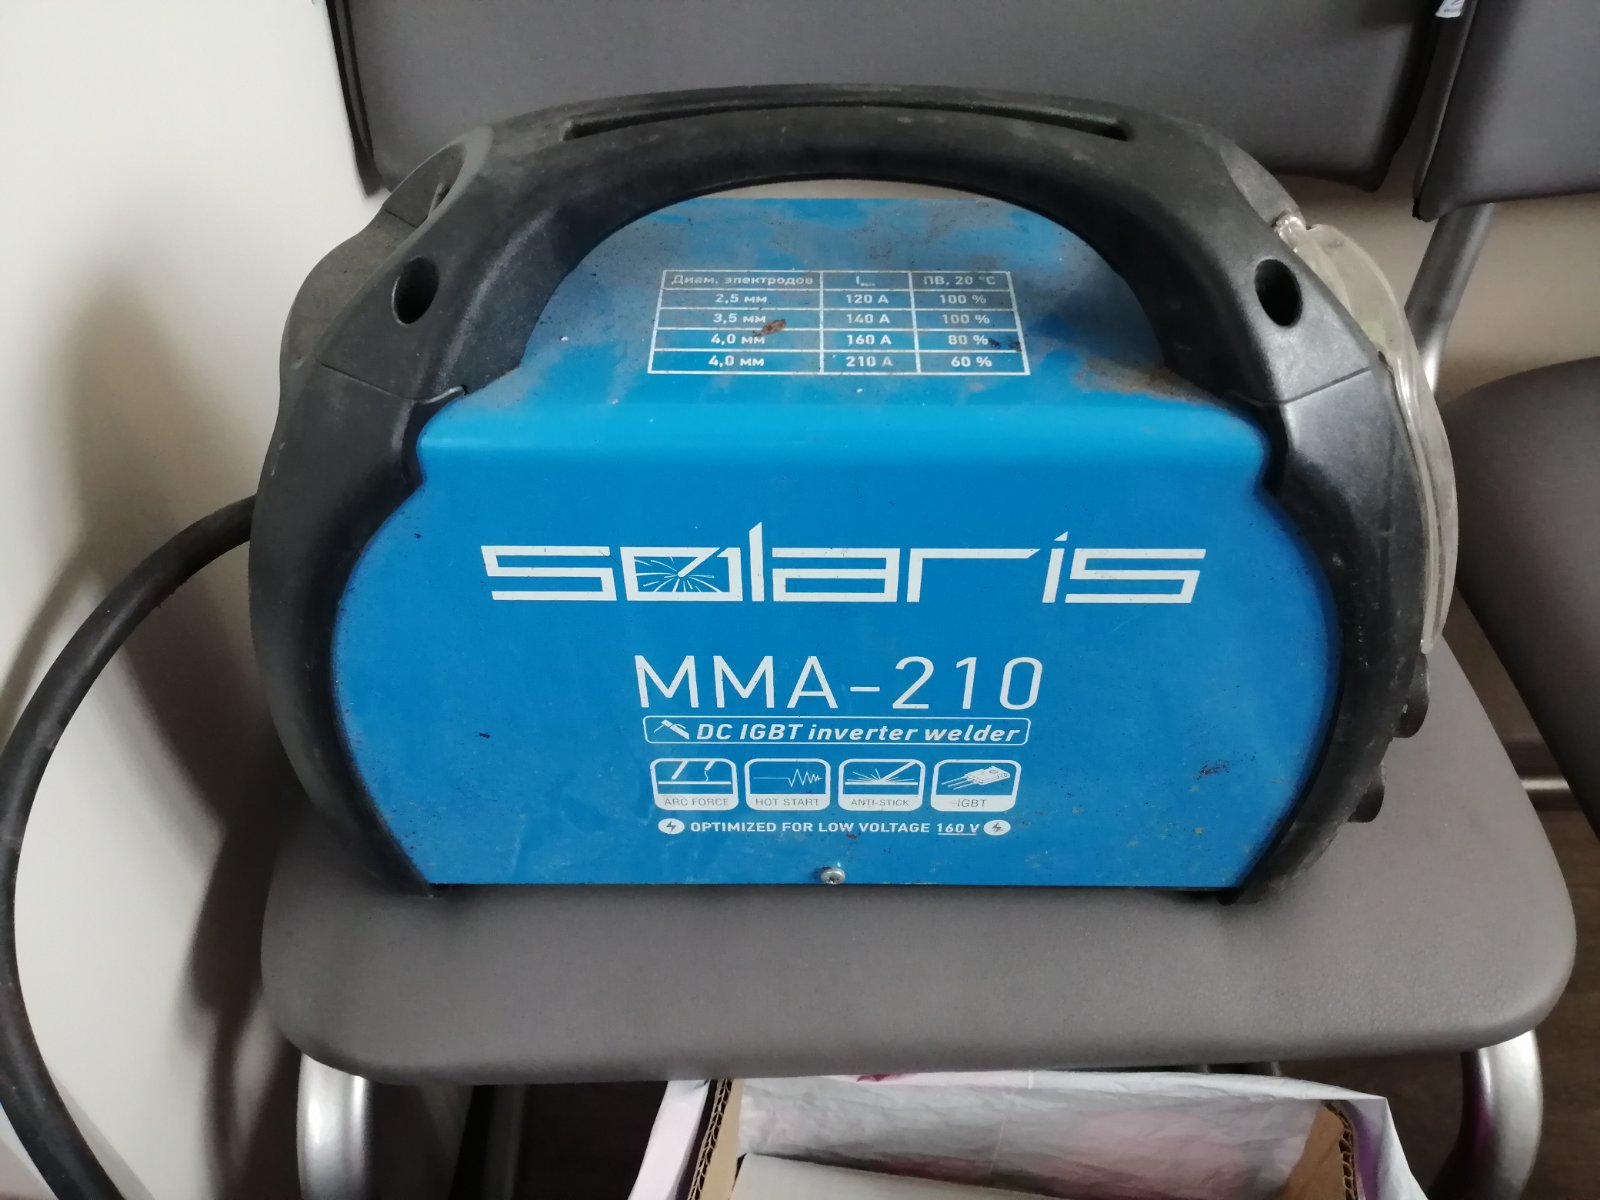 Диам. электродов Iмах ПВ, 20 °С
2,5 мм 120 А 100 %
3,5 мм 140 А 100 %
4,0 мм 160 А 80 %
4,0 мм 210 А 60 %
solaris
MMA-210
DC IGBT inverter welder
ARC FORCE HOT START ANTI-STICK IGBT
OPTIMIZED FOR LOW VOLTAGE 160 V